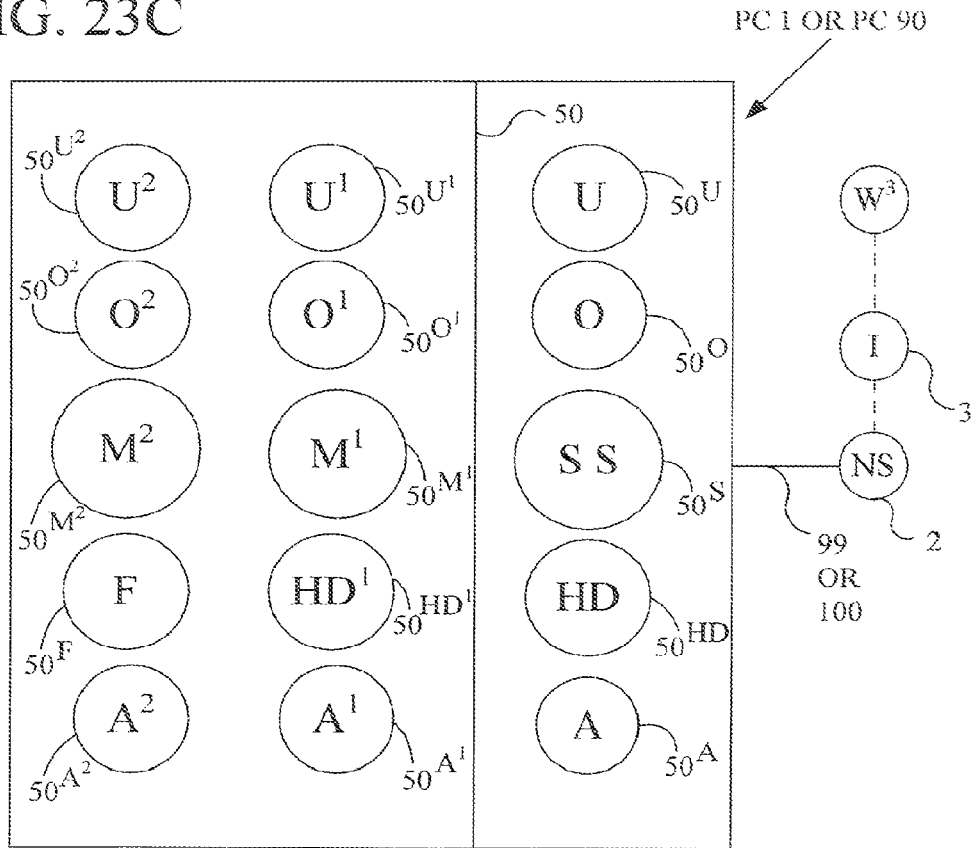 IG. 23C
PC 1 OR PC 90
50
50U²
U²
U¹
50U¹
U
50U
W³
50O²
O²
O¹
50O¹
O
50O
I
3
M²
M¹
S S
NS
50M²
50M¹
50S
2
99
OR
100
F
HD¹
HD
50F
50HD¹
50HD
A²
A¹
A
50A²
50A¹
50A